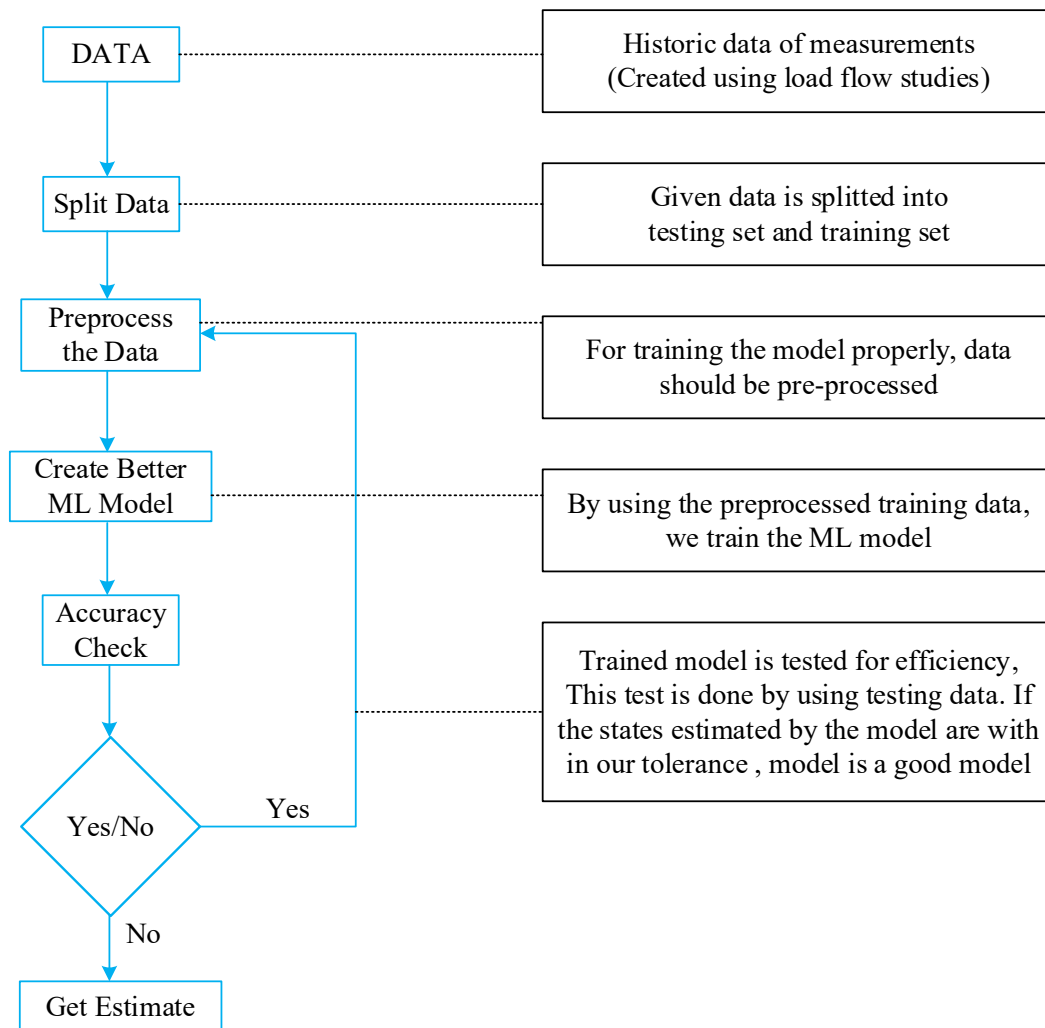 DATA
Historic data of measurements
(Created using load flow studies)
Split Data
Given data is splitted into
testing set and training set
Preprocess
the Data
For training the model properly, data
should be pre-processed
Create Better
ML Model
By using the preprocessed training data,
we train the ML model
Accuracy
Check
Trained model is tested for efficiency,
This test is done by using testing data. If
the states estimated by the model are with
in our tolerance , model is a good model
Yes/No
Yes
No
Get Estimate